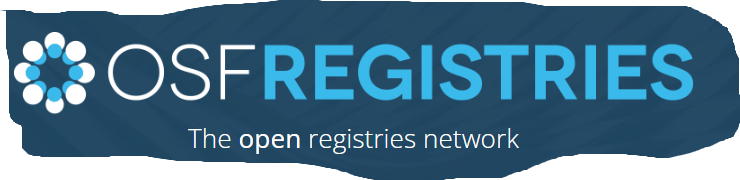 OSFREGISTRIES
The open registries network